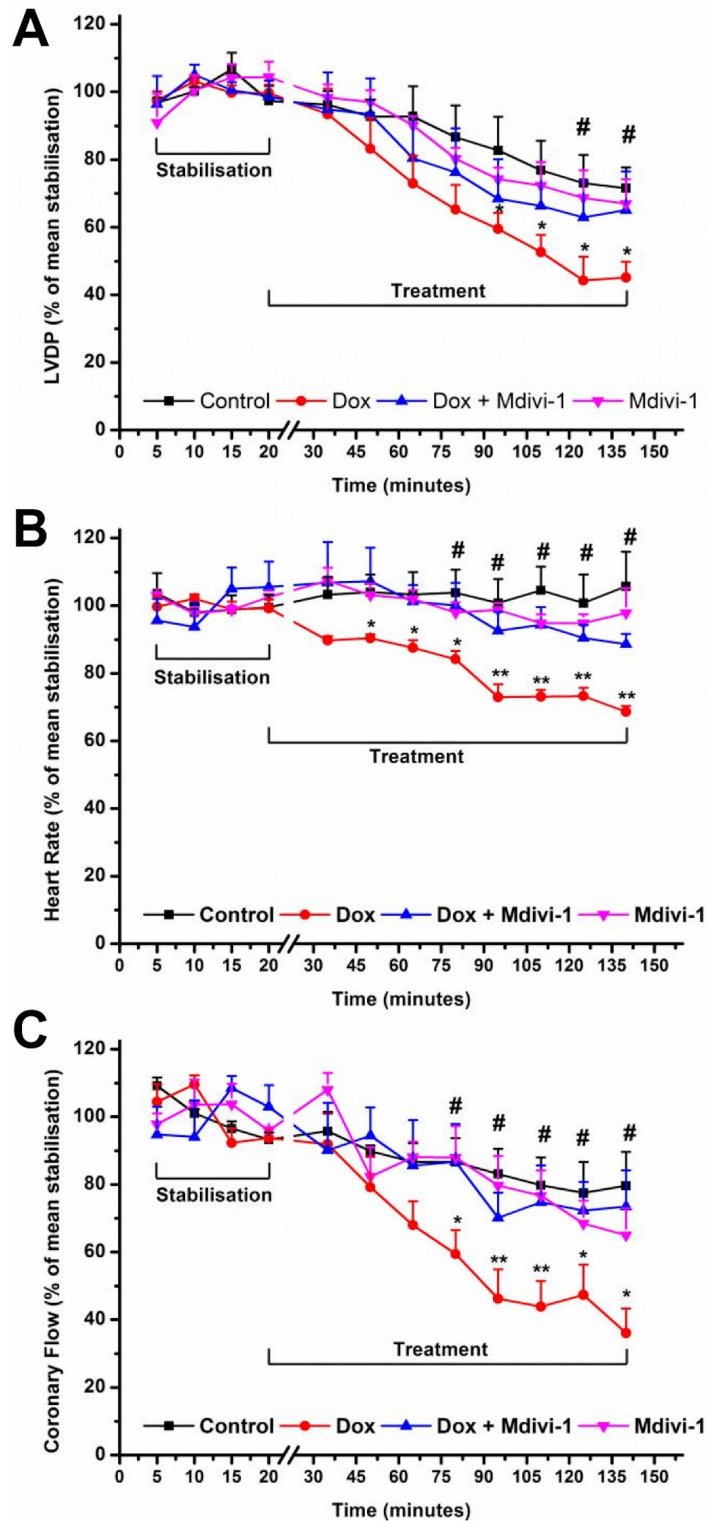 A
LVDP (% of mean stabilisation)
120
100
80
60
40
20
0
# #
Stabilisation
* * * *
Treatment
Control Dox Dox + Mdivi-1 Mdivi-1
0 5 10 15 20 30 45 60 75 90 105 120 135 150
Time (minutes)
B
Heart Rate (% of mean stabilisation)
120
100
80
60
40
20
0
# # # # #
* * * ** ** ** **
Stabilisation
Treatment
Control Dox Dox + Mdivi-1 Mdivi-1
0 5 10 15 20 30 45 60 75 90 105 120 135 150
Time (minutes)
C
Coronary Flow (% of mean stabilisation)
120
100
80
60
40
20
0
# # # # #
Stabilisation
* ** ** * *
Treatment
Control Dox Dox + Mdivi-1 Mdivi-1
0 5 10 15 20 30 45 60 75 90 105 120 135 150
Time (minutes)